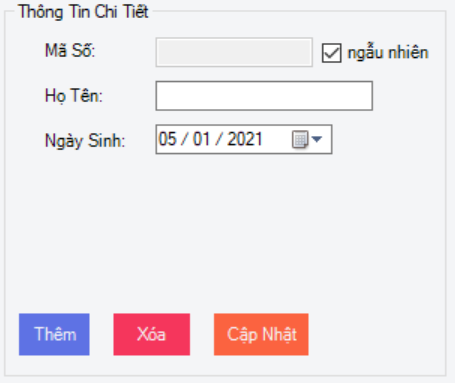 Thông Tin Chi Tiết
Mã Số: ngẫu nhiên
Họ Tên:
Ngày Sinh: 05 / 01 / 2021
Thêm Xóa Cập Nhật